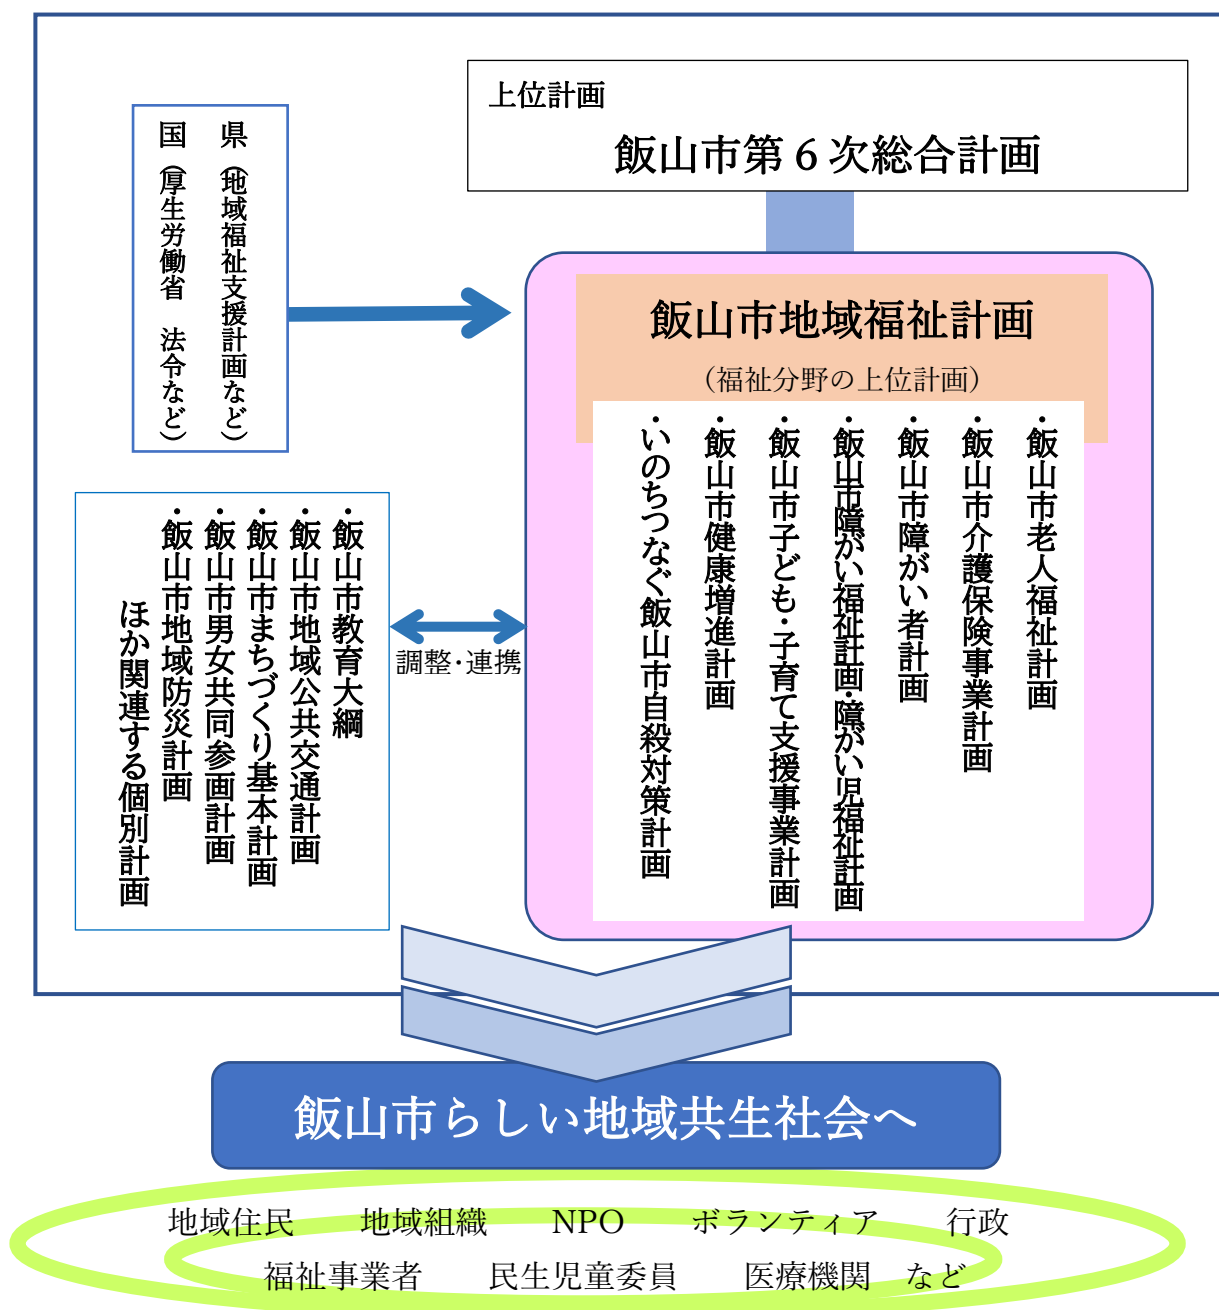 上位計画
飯山市第6次総合計画
県（地域福祉支援計画など）
国（厚生労働省　法令など）
飯山市地域福祉計画
（福祉分野の上位計画）
・飯山市老人福祉計画
・飯山市介護保険事業計画
・飯山市障がい者計画
・飯山市障がい福祉計画・障がい児福祉計画
・飯山市子ども・子育て支援事業計画
・飯山市健康増進計画
・いのちつなぐ飯山市自殺対策計画
調整・連携
・飯山市教育大綱
・飯山市地域公共交通計画
・飯山市まちづくり基本計画
・飯山市男女共同参画計画
・飯山市地域防災計画
ほか関連する個別計画
飯山市らしい地域共生社会へ
地域住民　地域組織　NPO　ボランティア　行政
福祉事業者　民生児童委員　医療機関　など